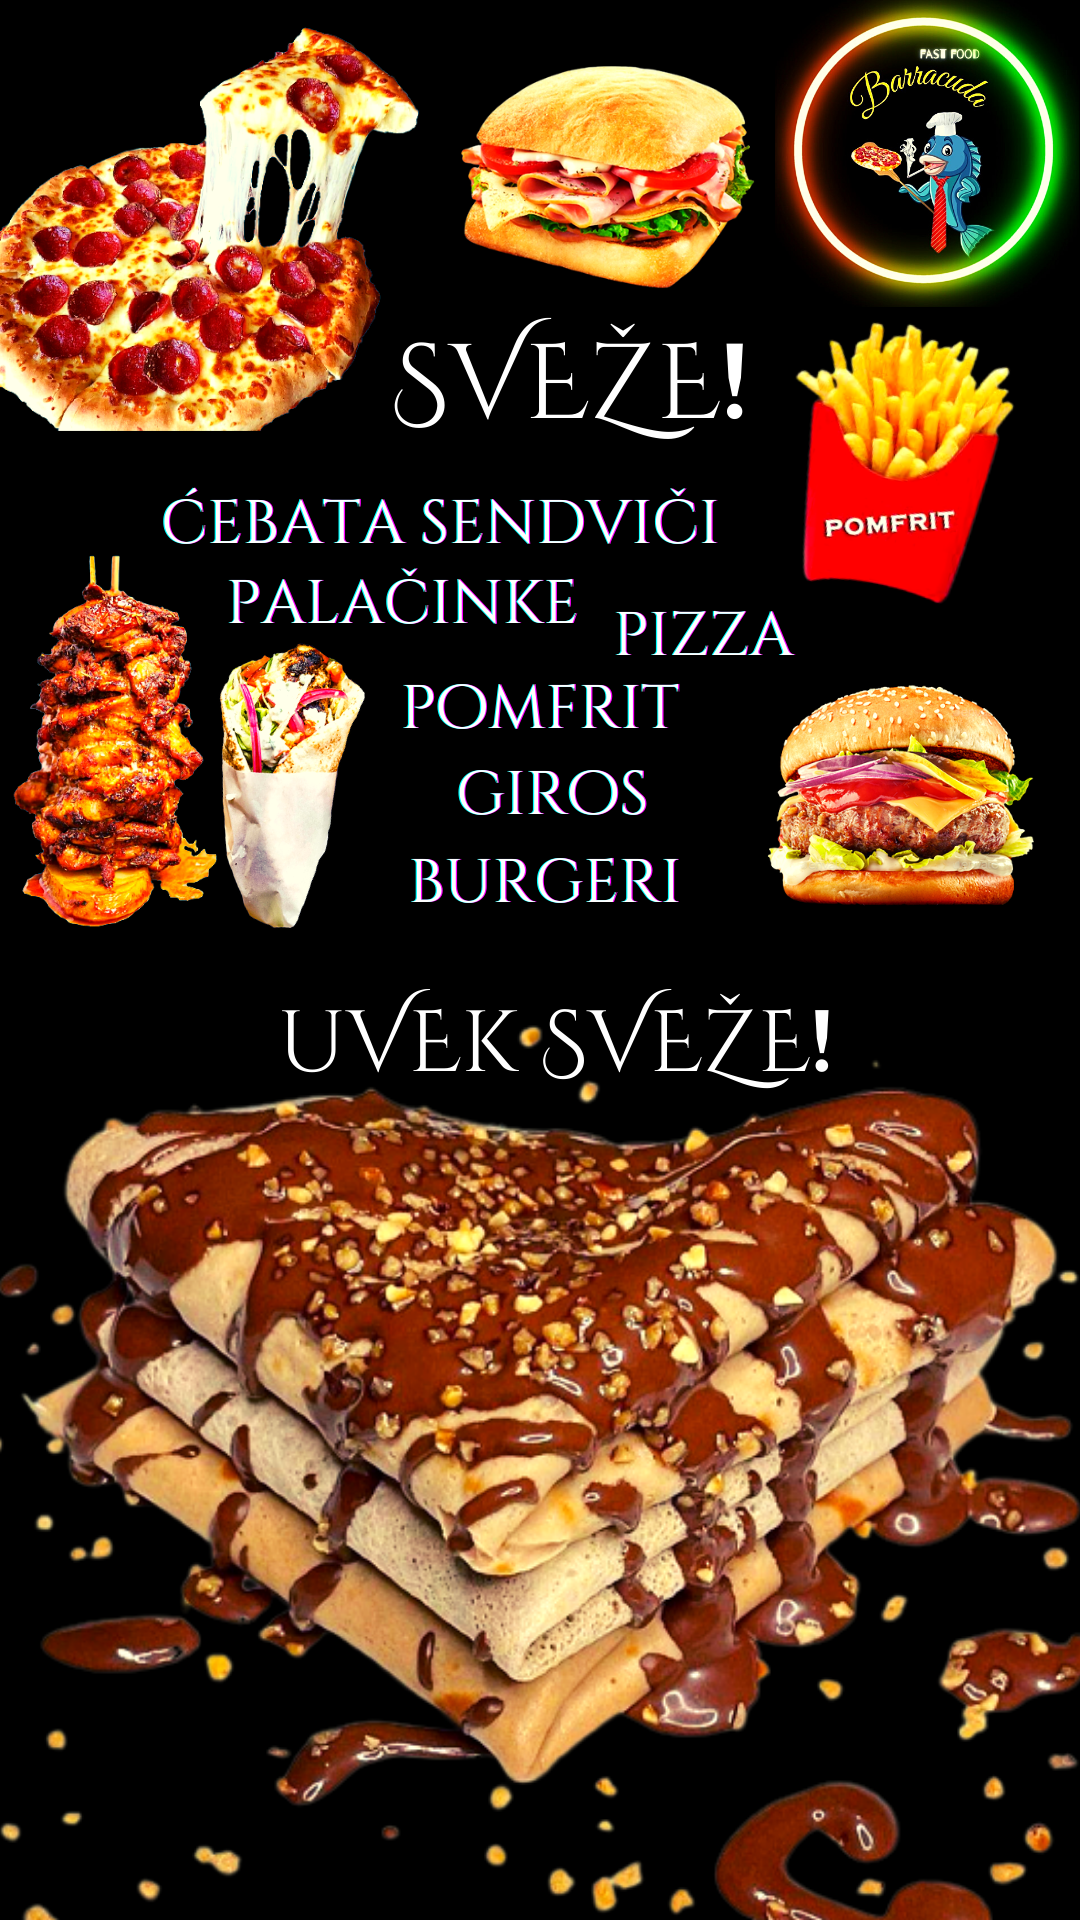 FAST FOOD
Barracuda
SVEŽE!
POMFRIT
ĆEBATA SENDVIČI
PALAČINKE
PIZZA
POMFRIT
GIROS
BURGERI
UVEK SVEŽE!